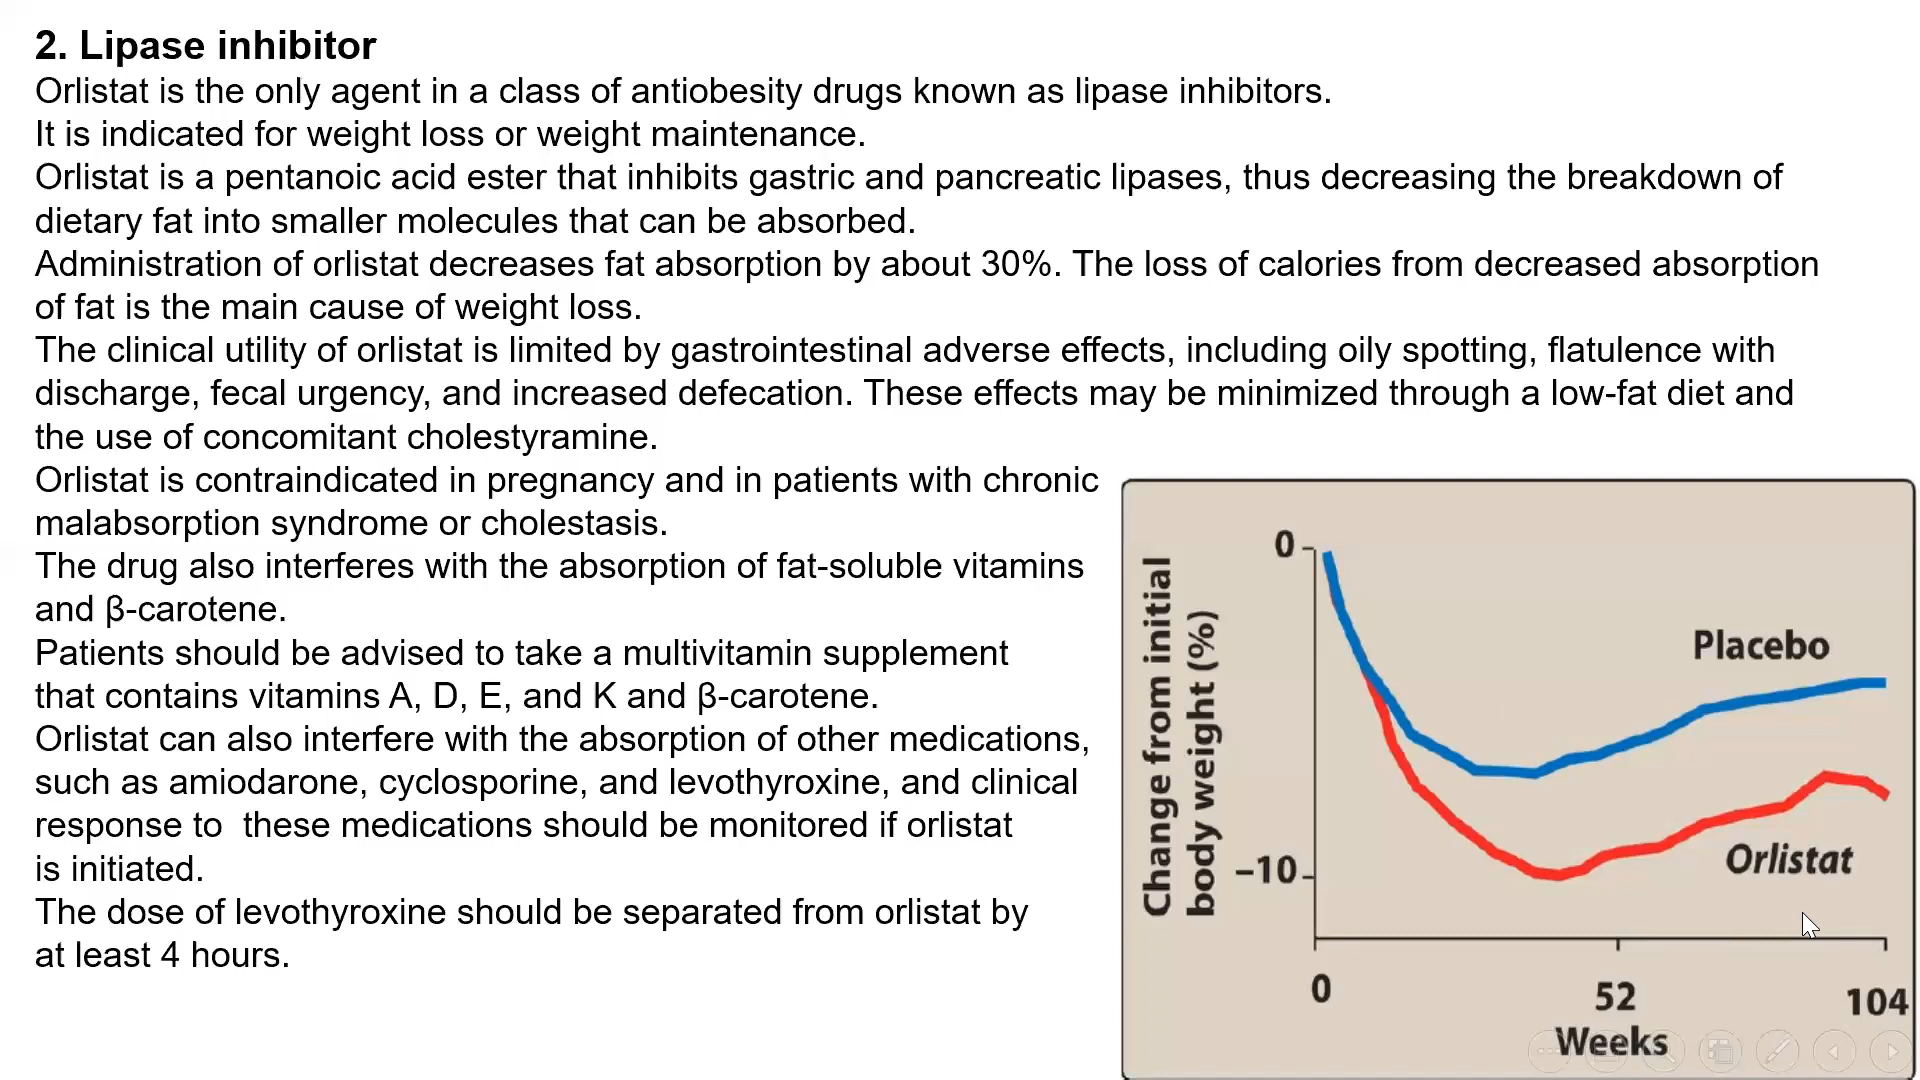 2. Lipase inhibitor
Orlistat is the only agent in a class of antiobesity drugs known as lipase inhibitors.
It is indicated for weight loss or weight maintenance.
Orlistat is a pentanoic acid ester that inhibits gastric and pancreatic lipases, thus decreasing the breakdown of
dietary fat into smaller molecules that can be absorbed.
Administration of orlistat decreases fat absorption by about 30%. The loss of calories from decreased absorption
of fat is the main cause of weight loss.
The clinical utility of orlistat is limited by gastrointestinal adverse effects, including oily spotting, flatulence with
discharge, fecal urgency, and increased defecation. These effects may be minimized through a low-fat diet and
the use of concomitant cholestyramine.
Orlistat is contraindicated in pregnancy and in patients with chronic
malabsorption syndrome or cholestasis.
The drug also interferes with the absorption of fat-soluble vitamins
and β-carotene.
Patients should be advised to take a multivitamin supplement
that contains vitamins A, D, E, and K and β-carotene.
Orlistat can also interfere with the absorption of other medications,
such as amiodarone, cyclosporine, and levothyroxine, and clinical
response to  these medications should be monitored if orlistat
is initiated.
The dose of levothyroxine should be separated from orlistat by
at least 4 hours.
Change from initial
body weight (%)
0
-10
Placebo
Orlistat
0
52
104
Weeks